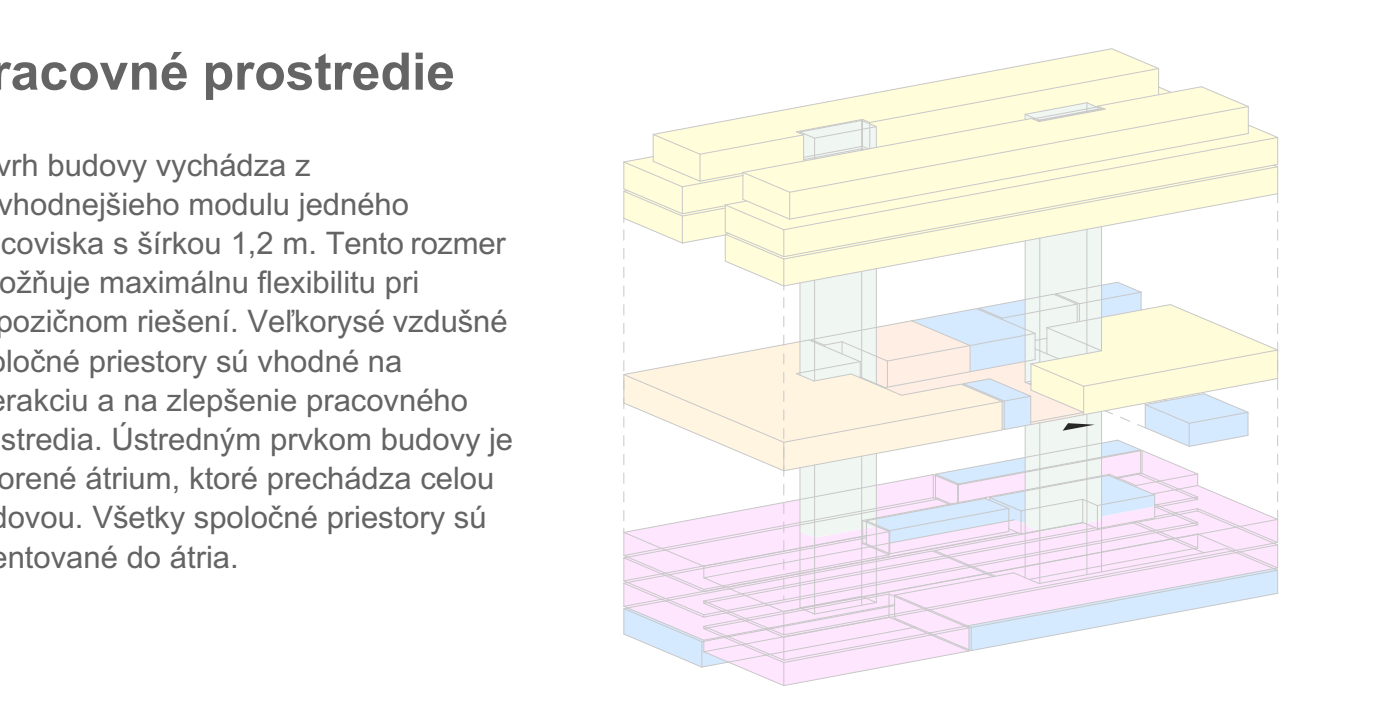 racovné prostredie
vrh budovy vychádza z
vhodnejšieho modulu jedného
coviska s šírkou 1,2 m. Tento rozmer
ožňuje maximálnu flexibilitu pri
pozičnom riešení. Veľkorysé vzdušné
oločné priestory sú vhodné na
erakciu a na zlepšenie pracovného
stredia. Ústredným prvkom budovy je
orené átrium, ktoré prechádza celou
dovou. Všetky spoločné priestory sú
entované do átria.